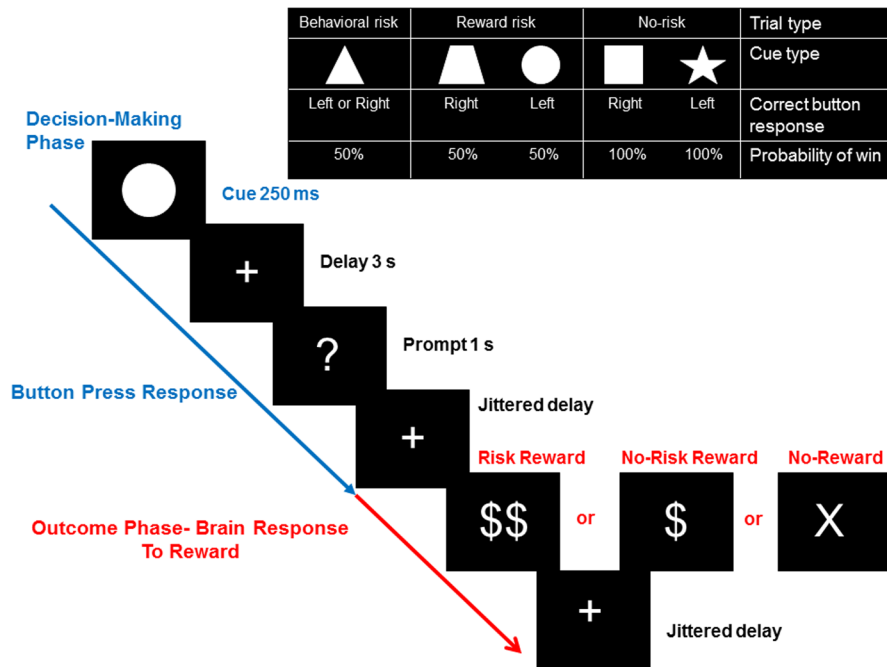 Behavioral risk Reward risk No-risk Trial type
Cue type
Left or Right Right Left Right Left Correct button
response
50% 50% 50% 100% 100% Probability of win
Decision-Making
Phase
Cue 250 ms
+
Delay 3 s
?
Prompt 1 s
Button Press Response
+
Jittered delay
Risk Reward No-Risk Reward No-Reward
$$ or $ or X
Outcome Phase- Brain Response
To Reward
+
Jittered delay